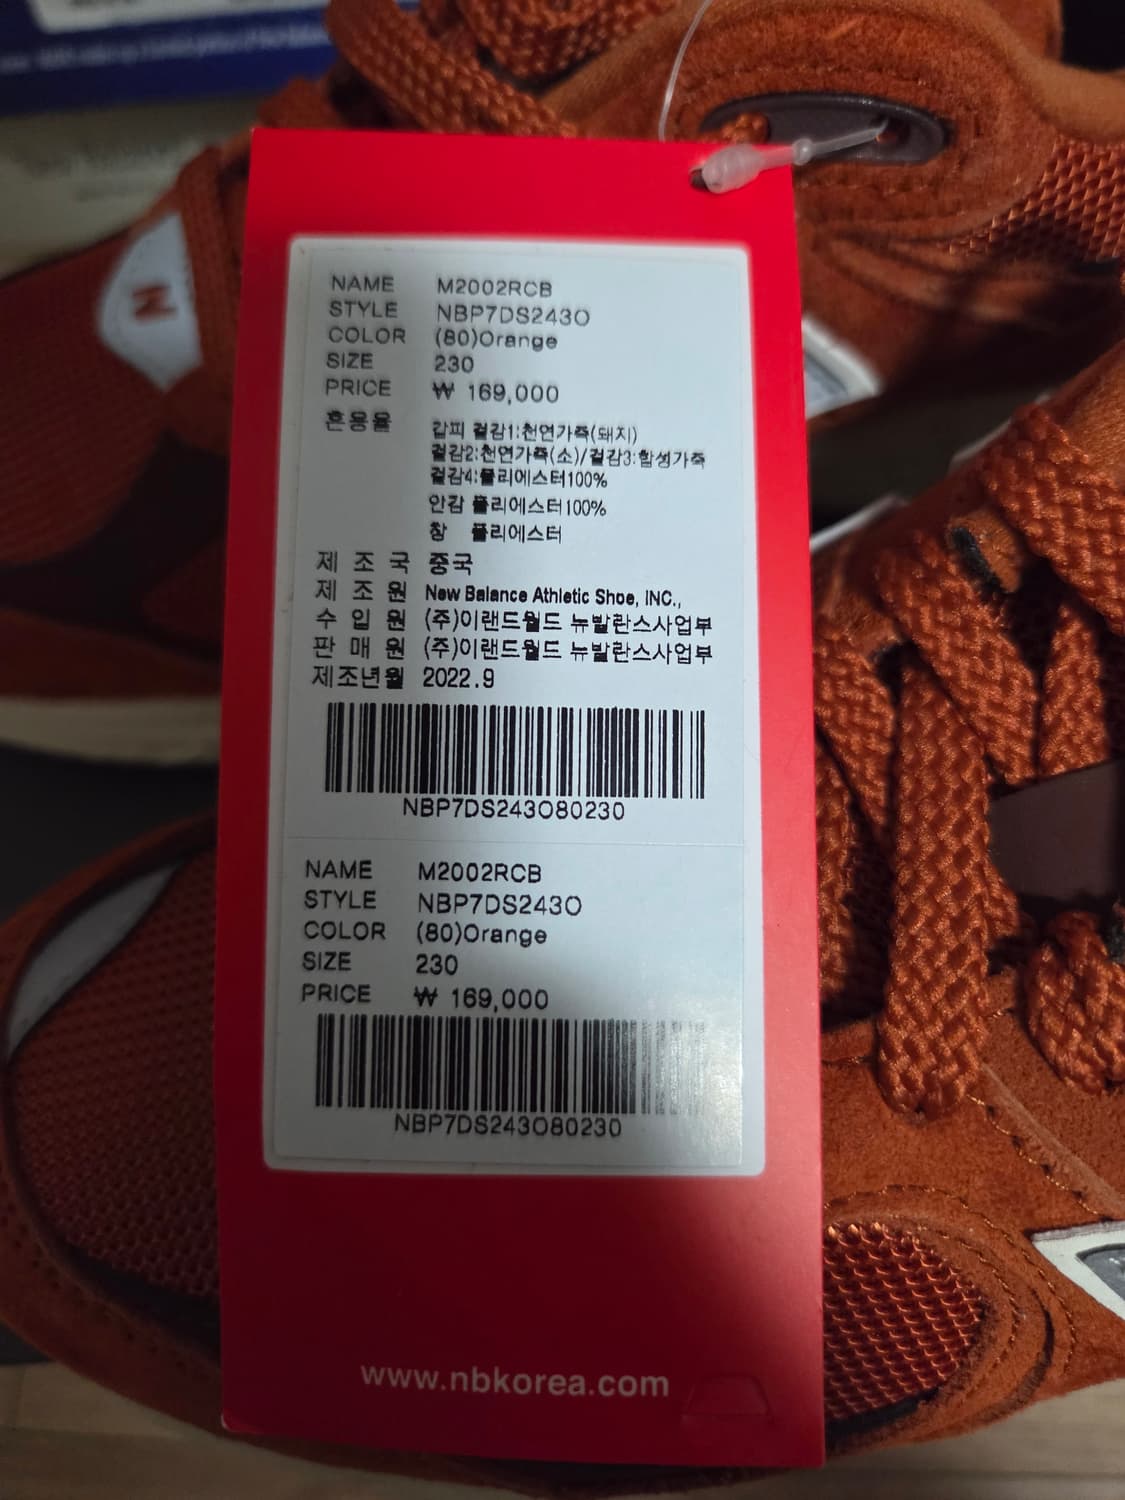 NAME M2002RCB
STYLE NBP7DS243O
COLOR (80)Orange
SIZE 230
PRICE ₩ 169,000
혼용율 갑피 겉감1:천연가죽(돼지)
겉감2:천연가죽(소)/겉감3:합성가죽
겉감4:폴리에스터100%
안감 폴리에스터100%
창 폴리에스터
제조국 중국
제조원 New Balance Athletic Shoe, INC.,
수입원 (주)이랜드월드 뉴발란스사업부
판매원 (주)이랜드월드 뉴발란스사업부
제조년월 2022.9
NBP7DS243O80230
NAME M2002RCB
STYLE NBP7DS243O
COLOR (80)Orange
SIZE 230
PRICE ₩ 169,000
NBP7DS243O80230
www.nbkorea.com
N